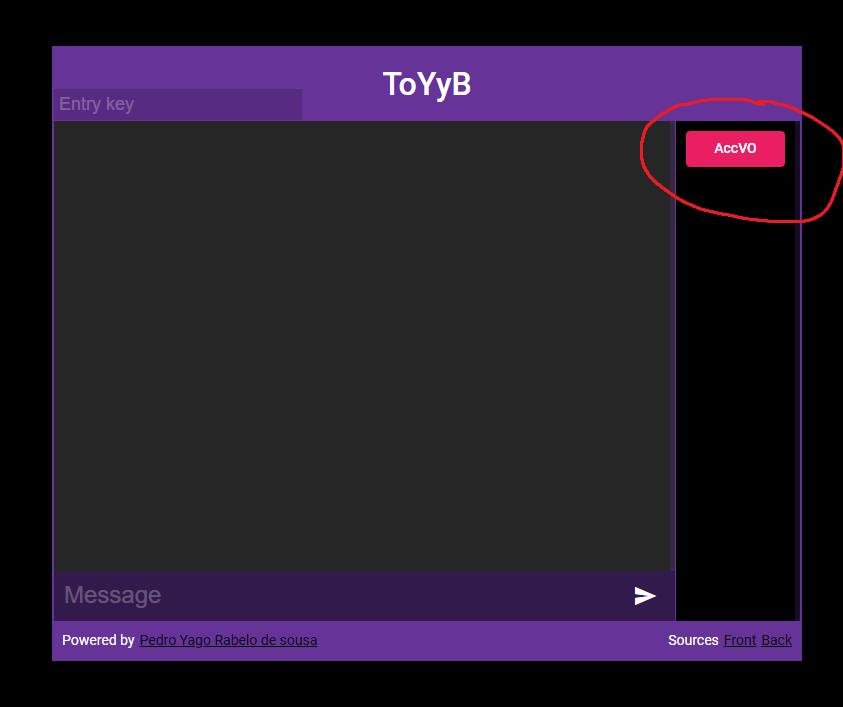 ToYyB
Entry key
AccVO
Message
Powered by Pedro Yago Rabelo de sousa
Sources Front Back